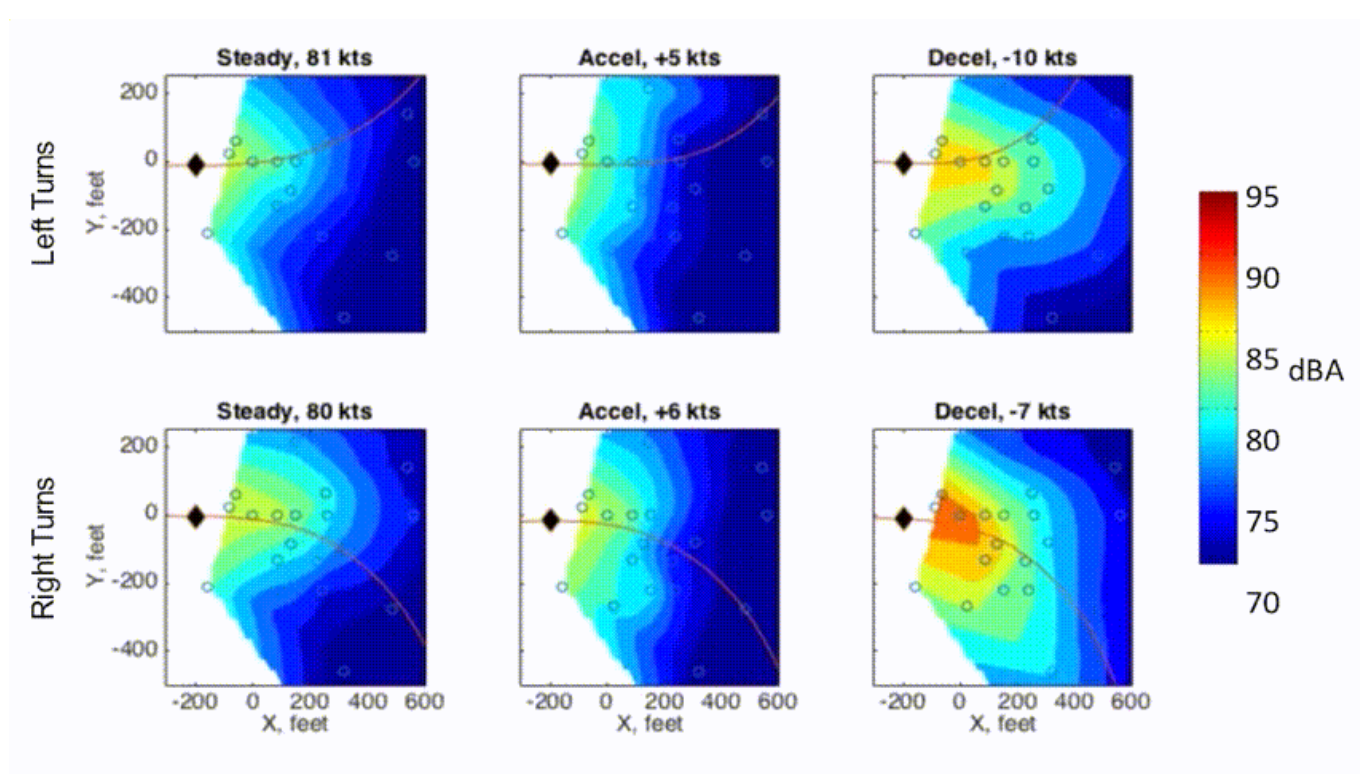 Steady, 81 kts
Accel, +5 kts
Decel, -10 kts
Left Turns
Y, feet
200
0
-200
-400
95
90
85
dBA
80
75
70
Steady, 80 kts
Accel, +6 kts
Decel, -7 kts
Right Turns
Y, feet
200
0
-200
-400
-200 0 200 400 600
-200 0 200 400 600
-200 0 200 400 600
X, feet
X, feet
X, feet